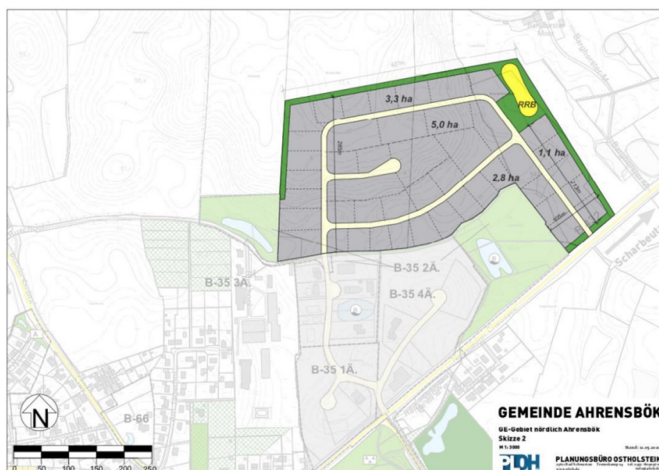 3,3 ha
RRB
5,0 ha
1,1 ha
2,8 ha
Scharbeutz
B-35 3Ä.
B-35 2Ä.
B-35 4Ä.
B-35 1Ä.
B-66
N
0 50 100 150 200 250
GEMEINDE AHRENSBÖK
GE-Gebiet nördlich Ahrensbök
Skizze 2
PLANUNGSBÜRO OSTHOLSTEIN